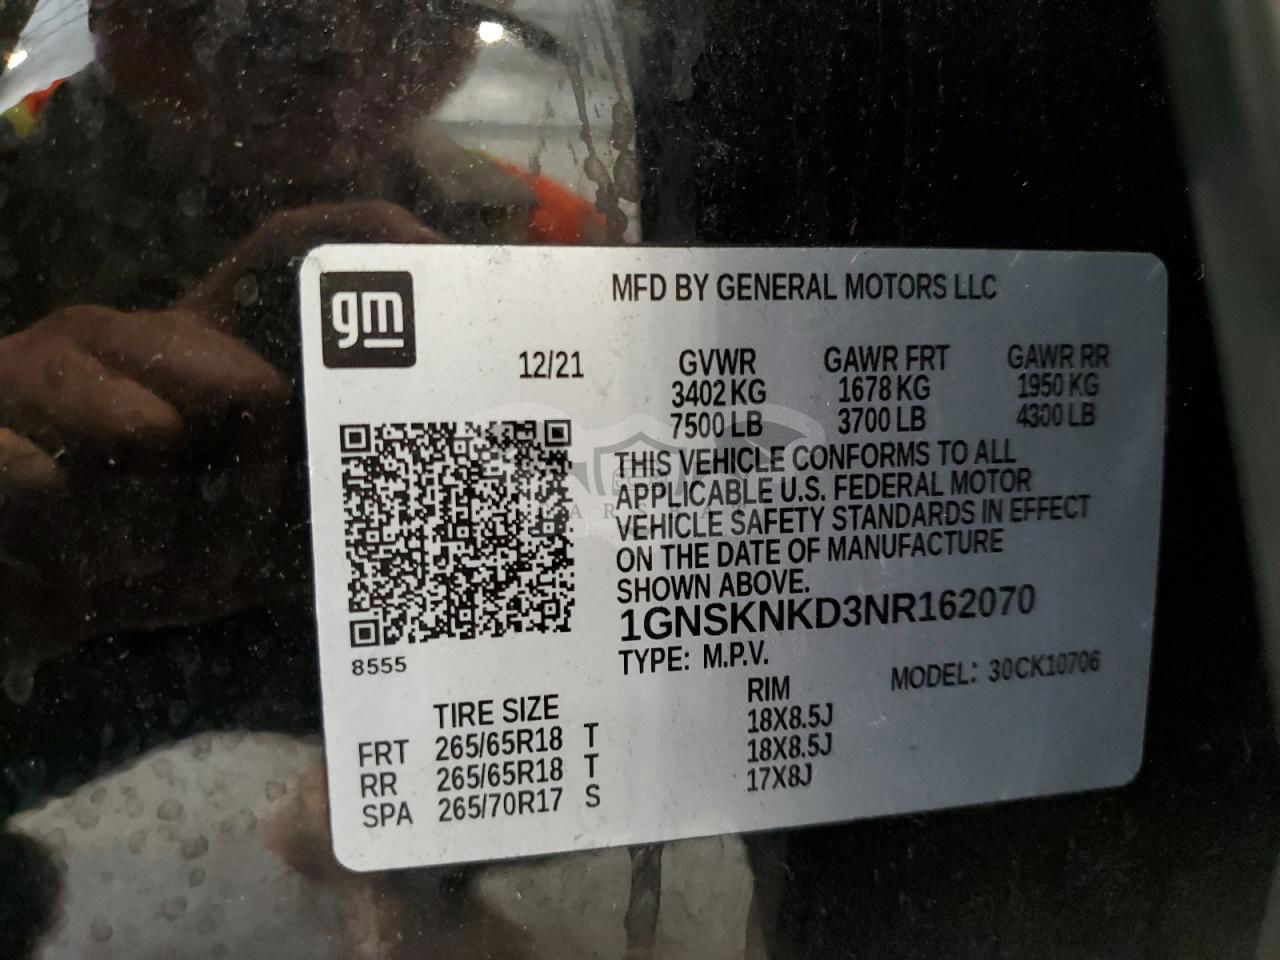 gm
MFD BY GENERAL MOTORS LLC
12/21 GVWR GAWR FRT GAWR RR
3402 KG 1678 KG 1950 KG
7500 LB 3700 LB 4300 LB
THIS VEHICLE CONFORMS TO ALL
APPLICABLE U.S. FEDERAL MOTOR
VEHICLE SAFETY STANDARDS IN EFFECT
ON THE DATE OF MANUFACTURE
SHOWN ABOVE.
1GNSKNKD3NR162070
8555
TYPE: M.P.V. MODEL: 30CK10706
TIRE SIZE RIM
FRT 265/65R18 T 18X8.5J
RR 265/65R18 T 18X8.5J
SPA 265/70R17 S 17X8J